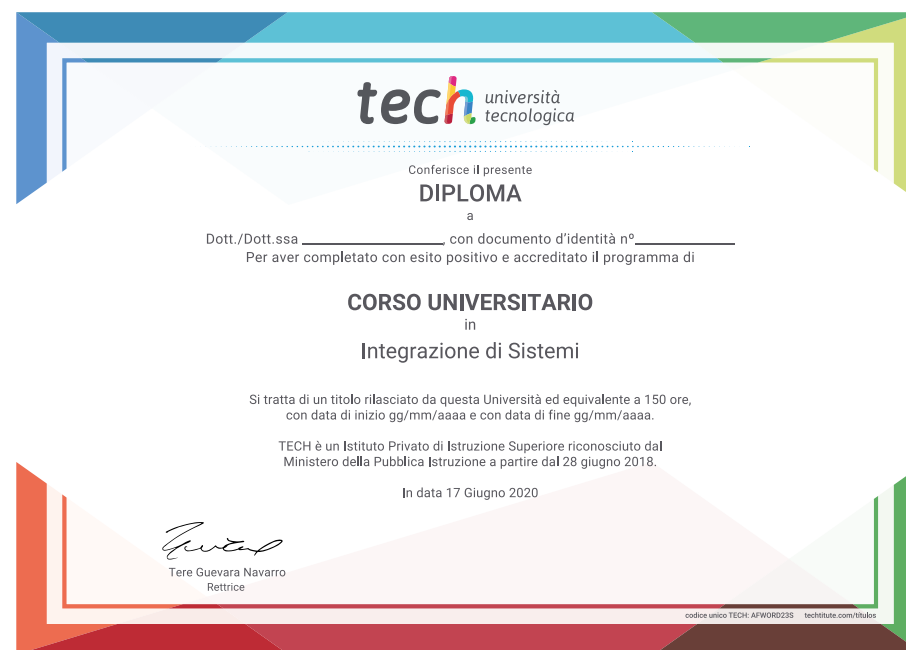 tech università
tecnologica
Conferisce il presente
DIPLOMA
a
Dott./Dott.ssa ____________________, con documento d'identità nº______________
Per aver completato con esito positivo e accreditato il programma di
CORSO UNIVERSITARIO
in
Integrazione di Sistemi
Si tratta di un titolo rilasciato da questa Università ed equivalente a 150 ore,
con data di inizio gg/mm/aaaa e con data di fine gg/mm/aaaa.
TECH è un Istituto Privato di Istruzione Superiore riconosciuto dal
Ministero della Pubblica Istruzione a partire dal 28 giugno 2018.
In data 17 Giugno 2020
Tere Guevara Navarro
Rettrice
codice unico TECH: AFWORD23S techtitute.com/títulos